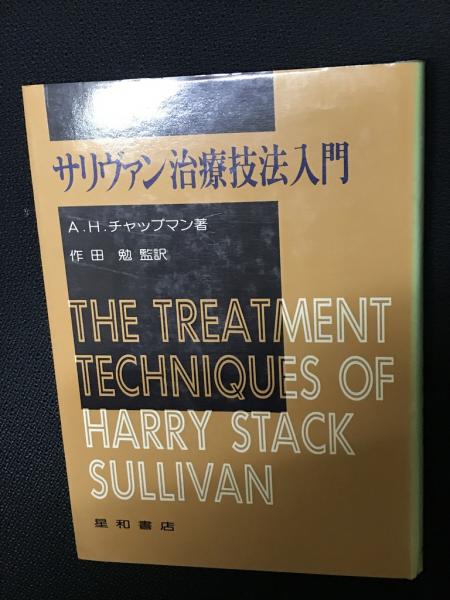 サリヴァン治療技法入門
A.H.チャップマン著
作田 勉 監訳
THE TREATMENT
TECHNIQUES OF
HARRY STACK
SULLIVAN
星和書店